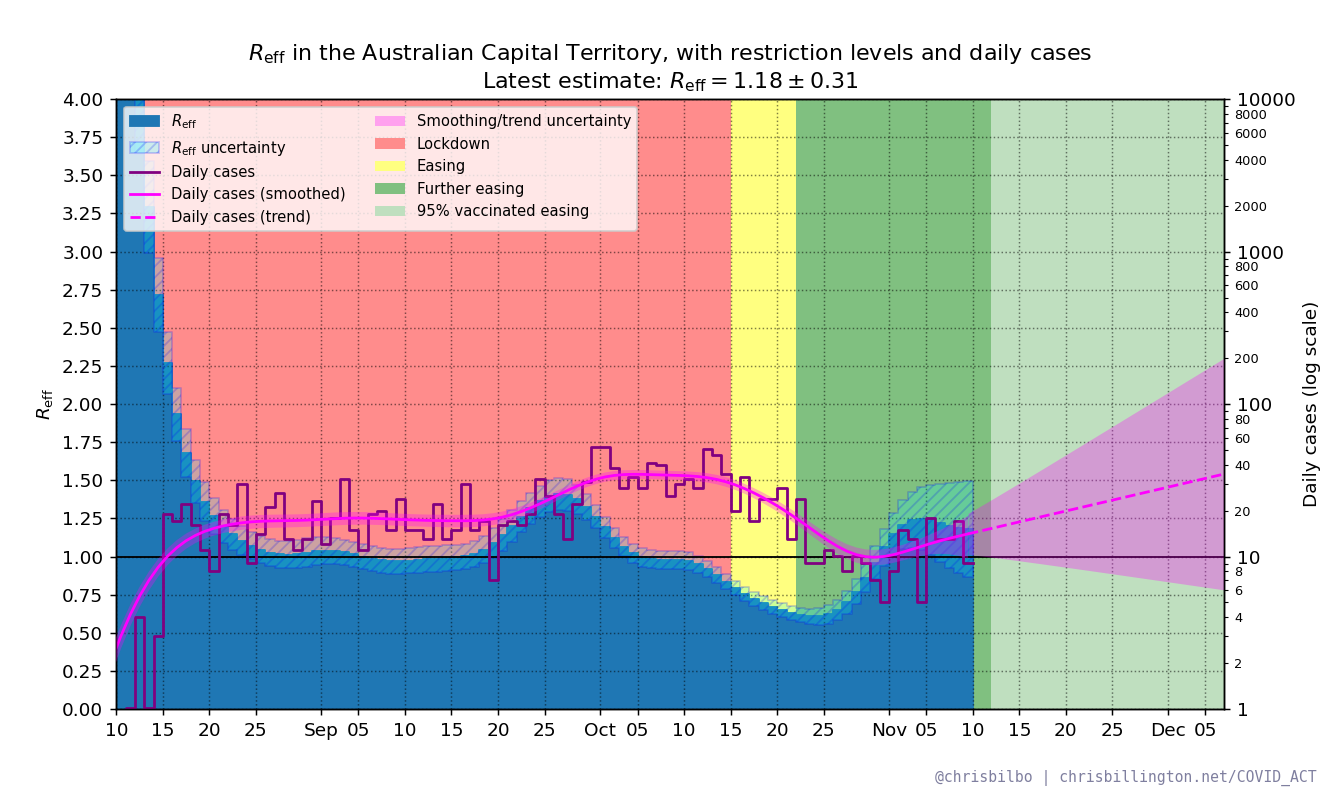 R_eff in the Australian Capital Territory, with restriction levels and daily cases
Latest estimate: R_eff = 1.18 ± 0.31
R_eff
R_eff uncertainty
Daily cases
Daily cases (smoothed)
Daily cases (trend)
Smoothing/trend uncertainty
Lockdown
Easing
Further easing
95% vaccinated easing
R_eff
4.00
3.75
3.50
3.25
3.00
2.75
2.50
2.25
2.00
1.75
1.50
1.25
1.00
0.75
0.50
0.25
0.00
10000
8000
6000
4000
2000
1000
800
600
400
200
100
80
60
40
20
10
8
6
4
2
1
Daily cases (log scale)
10 15 20 25 Sep 05 10 15 20 25 Oct 05 10 15 20 25 Nov 05 10 15 20 25 Dec 05
@chrisbilbo | chrisbillington.net/COVID_ACT